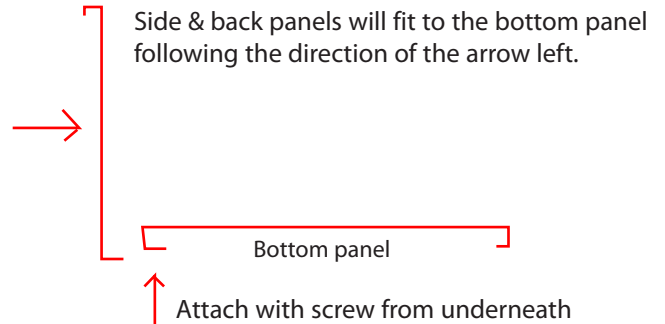 Side & back panels will fit to the bottom panel
following the direction of the arrow left.
Bottom panel
Attach with screw from underneath